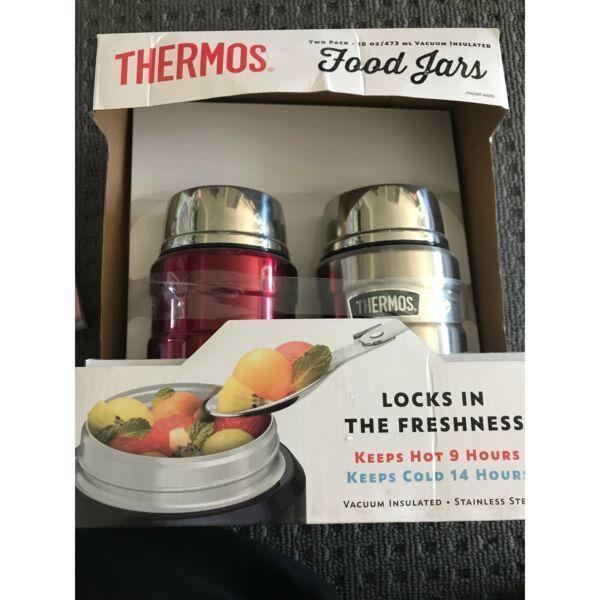 THERMOS®
TWO PACK - 16 OZ/473 ML VACUUM INSULATED
Food Jars
THERMOS
LOCKS IN
THE FRESHNESS
KEEPS HOT 9 HOURS
KEEPS COLD 14 HOURS
VACUUM INSULATED • STAINLESS STE